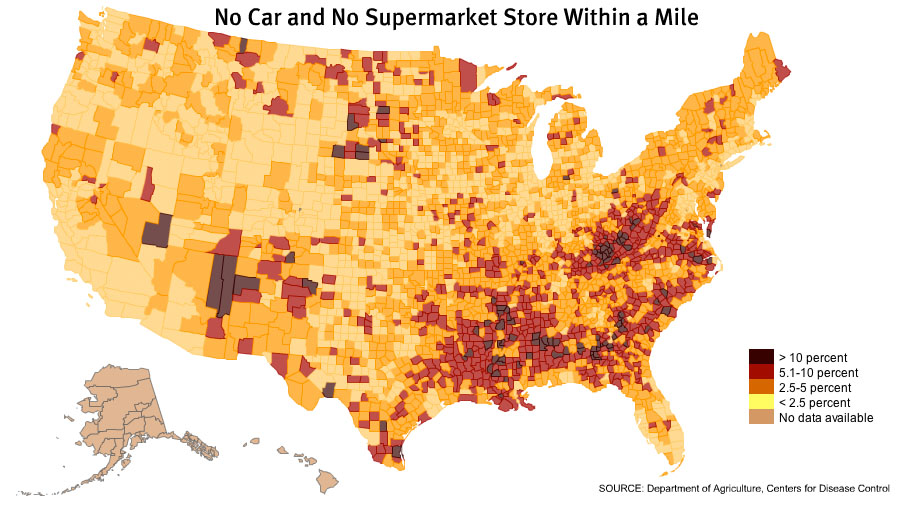 No Car and No Supermarket Store Within a Mile
> 10 percent
5.1-10 percent
2.5-5 percent
< 2.5 percent
No data available
SOURCE: Department of Agriculture, Centers for Disease Control